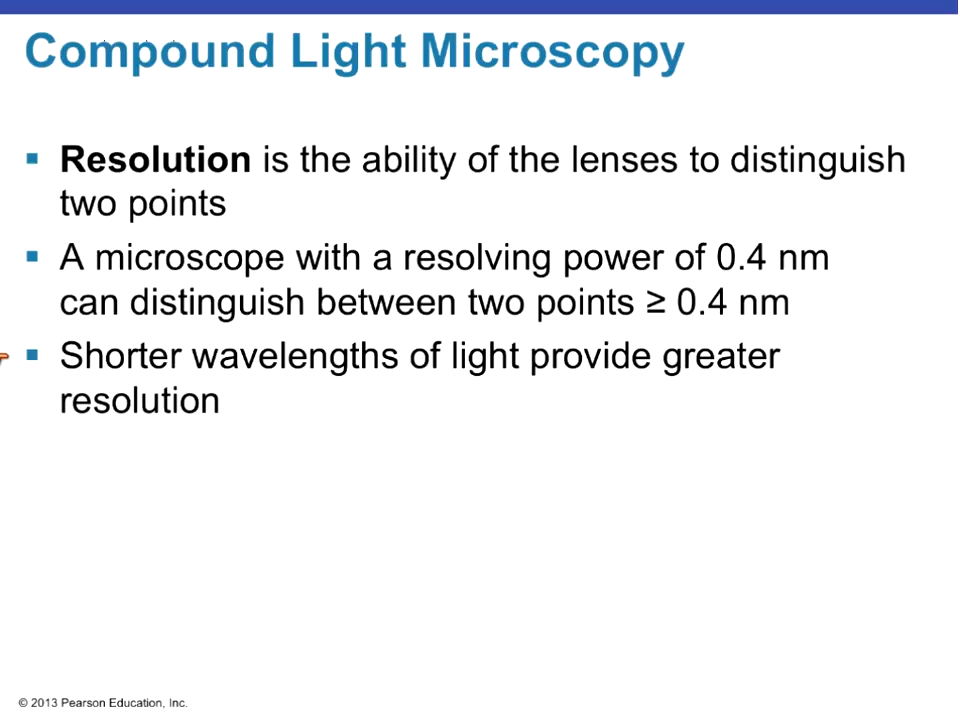 Compound Light Microscopy
Resolution is the ability of the lenses to distinguish
two points
A microscope with a resolving power of 0.4 nm
can distinguish between two points ≥ 0.4 nm
Shorter wavelengths of light provide greater
resolution
© 2013 Pearson Education, Inc.